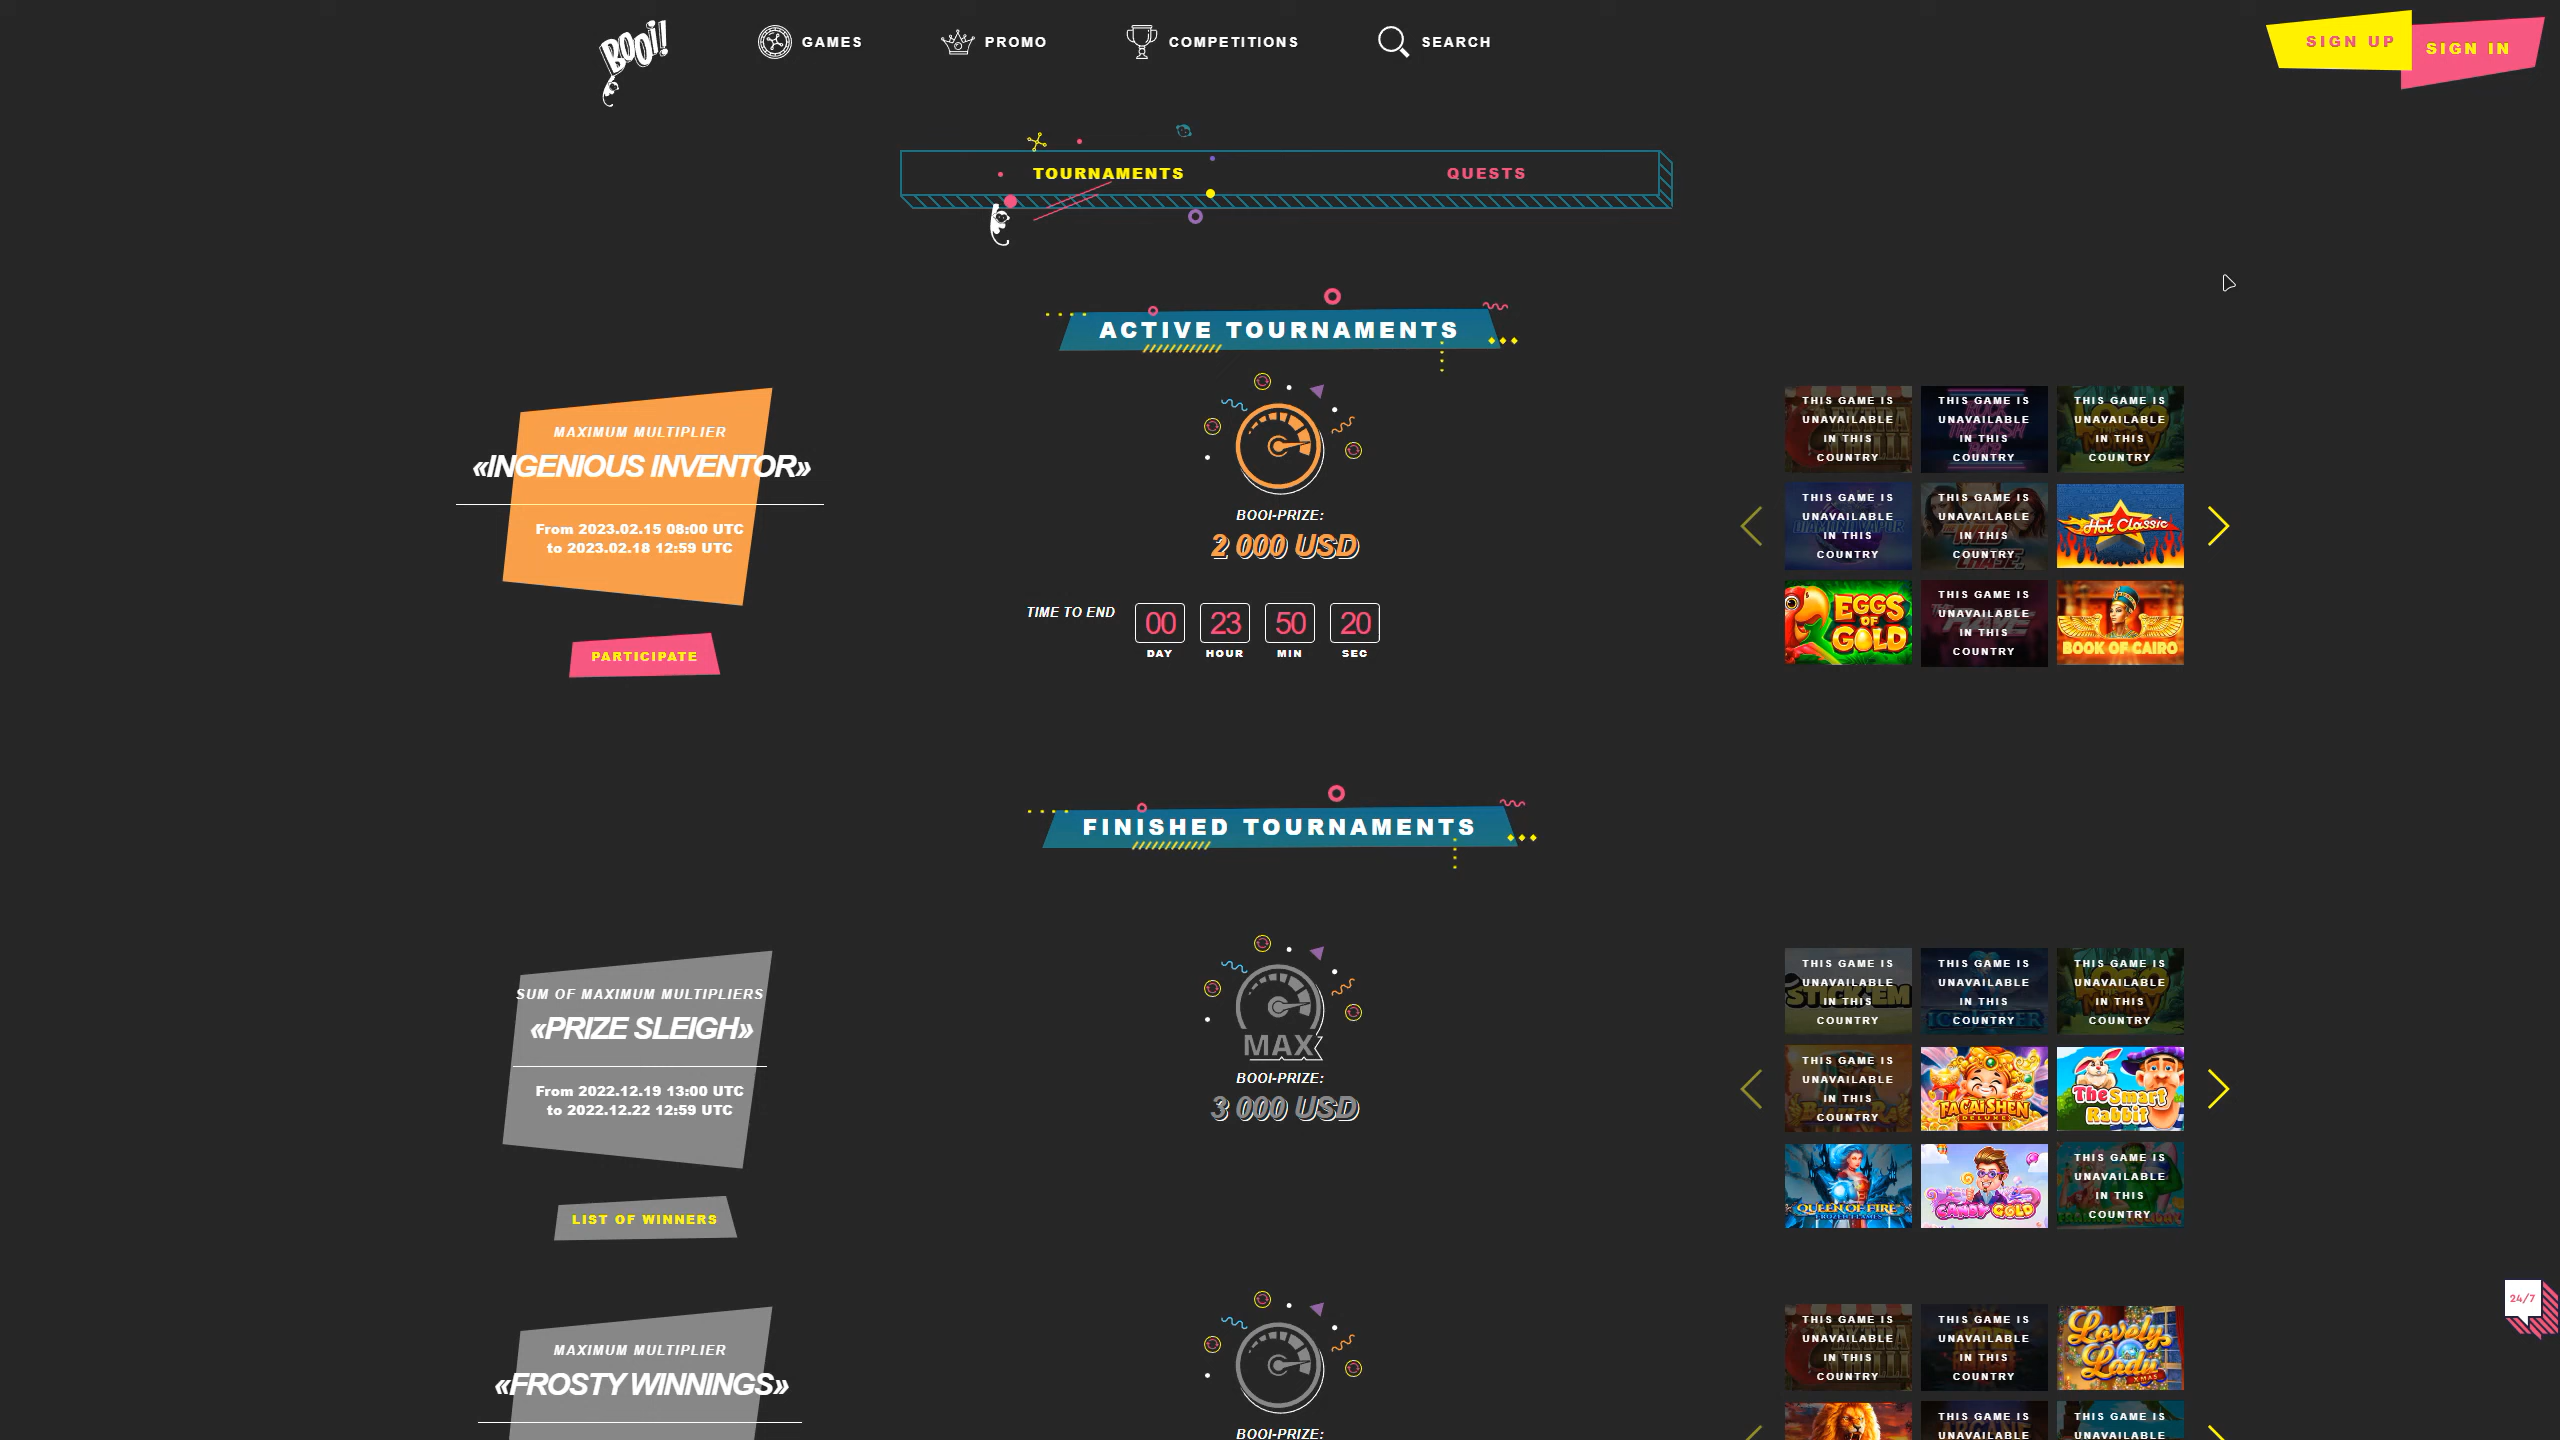 BOOi!
GAMES
PROMO
COMPETITIONS
SEARCH
SIGN UP
SIGN IN
TOURNAMENTS
QUESTS
ACTIVE TOURNAMENTS
MAXIMUM MULTIPLIER
«INGENIOUS INVENTOR»
From 2023.02.15 08:00 UTC
to 2023.02.18 12:59 UTC
PARTICIPATE
BOOI-PRIZE:
2 000 USD
TIME TO END
00 23 50 20
DAY HOUR MIN SEC
THIS GAME IS
UNAVAILABLE
IN THIS
COUNTRY
THIS GAME IS
UNAVAILABLE
IN THIS
COUNTRY
THIS GAME IS
UNAVAILABLE
IN THIS
COUNTRY
THIS GAME IS
UNAVAILABLE
IN THIS
COUNTRY
THIS GAME IS
UNAVAILABLE
IN THIS
COUNTRY
Hot Classic
EGGS
OF
GOLD
THIS GAME IS
UNAVAILABLE
IN THIS
COUNTRY
BOOK OF CAIRO
FINISHED TOURNAMENTS
SUM OF MAXIMUM MULTIPLIERS
«PRIZE SLEIGH»
From 2022.12.19 13:00 UTC
to 2022.12.22 12:59 UTC
LIST OF WINNERS
MAX
BOOI-PRIZE:
3 000 USD
STICK'EM
THIS GAME IS
UNAVAILABLE
IN THIS
COUNTRY
THIS GAME IS
UNAVAILABLE
IN THIS
COUNTRY
THIS GAME IS
UNAVAILABLE
IN THIS
COUNTRY
THIS GAME IS
UNAVAILABLE
IN THIS
COUNTRY
FACAISHEN
DELUXE
The Smart
Rabbit
QUEEN OF FIRE
FROZEN FLAMES
CANDY GOLD
THIS GAME IS
UNAVAILABLE
IN THIS
COUNTRY
24/7
MAXIMUM MULTIPLIER
«FROSTY WINNINGS»
BOOI-PRIZE:
THIS GAME IS
UNAVAILABLE
IN THIS
COUNTRY
THIS GAME IS
UNAVAILABLE
IN THIS
COUNTRY
Lovely
Lady
XMAS
THIS GAME IS
UNAVAILABLE
THIS GAME IS
UNAVAILABLE